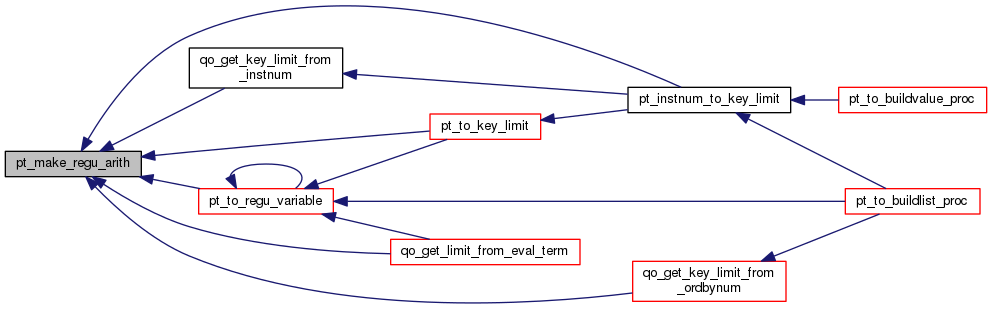 qo_get_key_limit_from
_instnum
pt_instnum_to_key_limit
pt_to_buildvalue_proc
pt_to_key_limit
pt_make_regu_arith
pt_to_regu_variable
pt_to_buildlist_proc
qo_get_limit_from_eval_term
qo_get_key_limit_from
_ordbynum